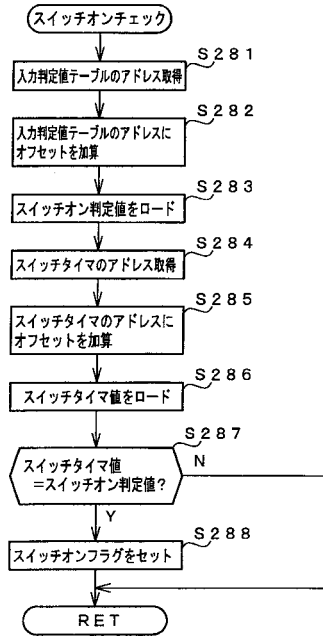 スイッチオンチェック
S281
入力判定値テーブルのアドレス取得
S282
入力判定値テーブルのアドレスに
オフセットを加算
S283
スイッチオン判定値をロード
S284
スイッチタイマのアドレス取得
S285
スイッチタイマのアドレスに
オフセットを加算
S286
スイッチタイマ値をロード
S287
スイッチタイマ値
=スイッチオン判定値?
N
Y
S288
スイッチオンフラグをセット
RET